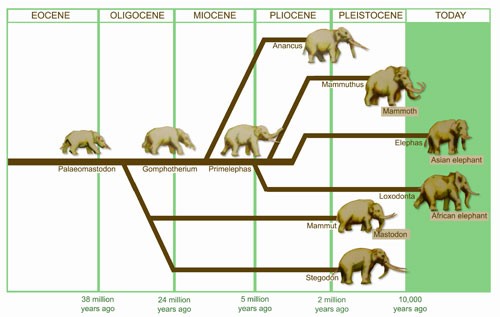 EOCENE OLIGOCENE MIOCENE PLIOCENE PLEISTOCENE TODAY
Anancus
Mammuthus
Mammoth
Elephas
Asian elephant
Palaeomastodon Gomphotherium Primelephas
Loxodonta
African elephant
Mammut
Mastodon
Stegodon
38 million
years ago
24 million
years ago
5 million
years ago
2 million
years ago
10,000
years ago